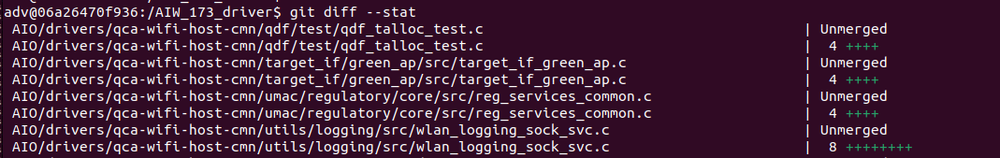 adv@06a26470f936:/AIW_173_driver$ git diff --stat
AIO/drivers/qca-wifi-host-cmn/qdf/test/qdf_talloc_test.c | Unmerged
AIO/drivers/qca-wifi-host-cmn/qdf/test/qdf_talloc_test.c | 4 ++++
AIO/drivers/qca-wifi-host-cmn/target_if/green_ap/src/target_if_green_ap.c | Unmerged
AIO/drivers/qca-wifi-host-cmn/target_if/green_ap/src/target_if_green_ap.c | 4 ++++
AIO/drivers/qca-wifi-host-cmn/umac/regulatory/core/src/reg_services_common.c | Unmerged
AIO/drivers/qca-wifi-host-cmn/umac/regulatory/core/src/reg_services_common.c | 4 ++++
AIO/drivers/qca-wifi-host-cmn/utils/logging/src/wlan_logging_sock_svc.c | Unmerged
AIO/drivers/qca-wifi-host-cmn/utils/logging/src/wlan_logging_sock_svc.c | 8 ++++++++